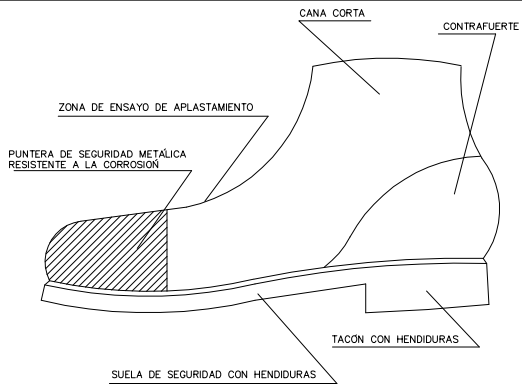 CANA CORTA
CONTRAFUERTE
ZONA DE ENSAYO DE APLASTAMIENTO
PUNTERA DE SEGURIDAD METÁLICA
RESISTENTE A LA CORROSIÓN
TACÓN CON HENDIDURAS
SUELA DE SEGURIDAD CON HENDIDURAS